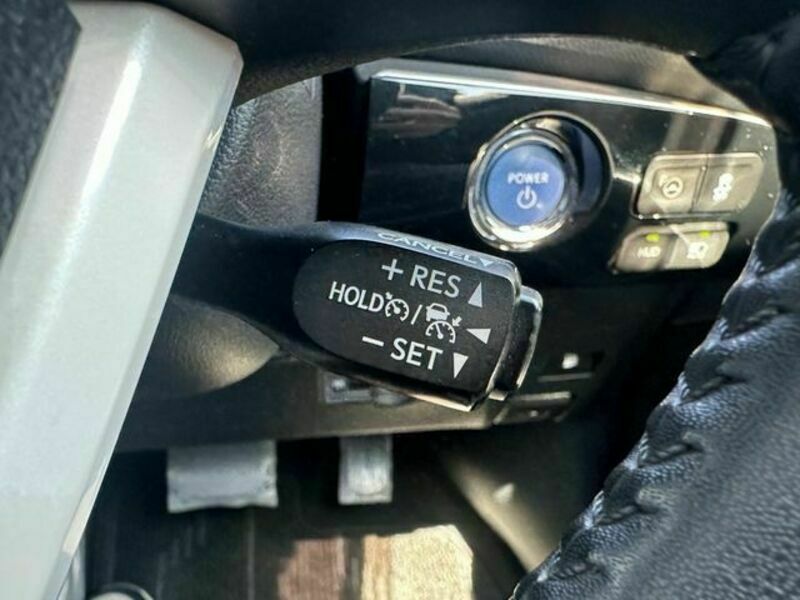 POWER
HUD
CANCEL
+ RES
HOLD /
− SET